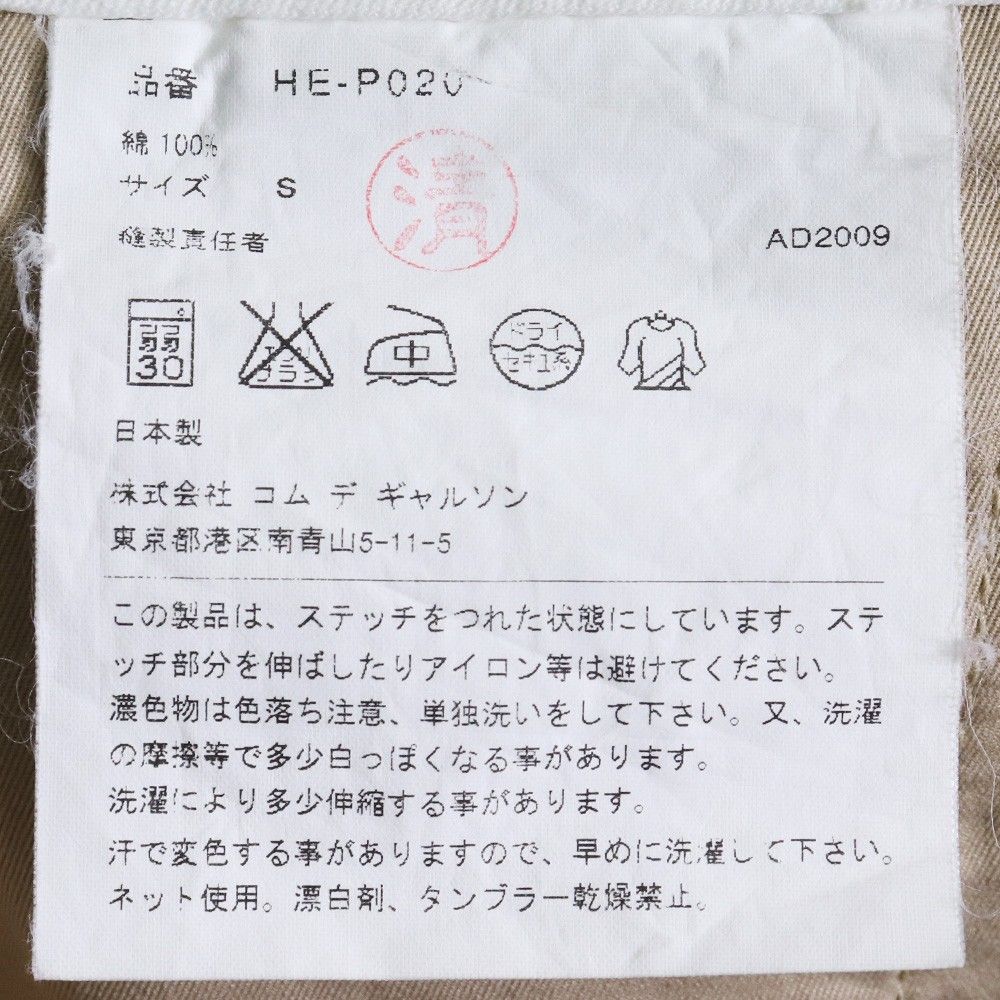 品番 HE-P020
綿 100%
サイズ S
清
縫製責任者 AD2009
弱
30
エンソ
サラシ
中
ドライ
セキユ系
日本製
株式会社 コム デ ギャルソン
東京都港区南青山5-11-5
この製品は、ステッチをつれた状態にしています。ステ
ッチ部分を伸ばしたりアイロン等は避けてください。
濃色物は色落ち注意、単独洗いをして下さい。又、洗濯
の摩擦等で多少白っぽくなる事があります。
洗濯により多少伸縮する事があります。
汗で変色する事がありますので、早めに洗濯して下さい。
ネット使用。漂白剤、タンブラー乾燥禁止。